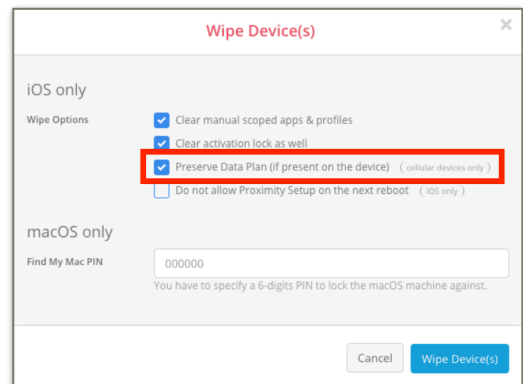 Wipe Device(s)
×
iOS only
Wipe Options
Clear manual scoped apps & profiles
Clear activation lock as well
Preserve Data Plan (if present on the device) ( cellular devices only )
Do not allow Proximity Setup on the next reboot ( iOS only )
macOS only
Find My Mac PIN
000000
You have to specify a 6-digits PIN to lock the macOS machine against.
Cancel Wipe Device(s)